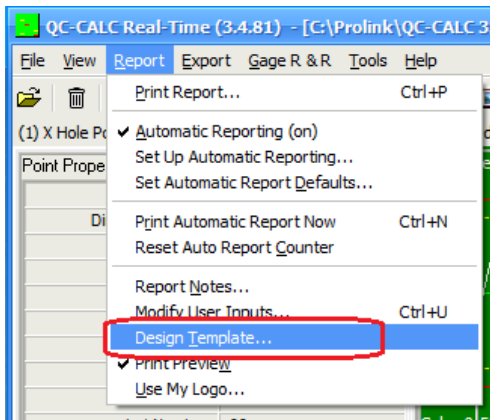 QC-CALC Real-Time (3.4.81) - [C:\Prolink\QC-CALC 3
File View Report Export Gage R & R Tools Help
Print Report... Ctrl+P
(1) X Hole Po
Automatic Reporting (on)
Point Prope
Set Up Automatic Reporting...
Set Automatic Report Defaults...
Di
Print Automatic Report Now Ctrl+N
Reset Auto Report Counter
Report Notes...
Modify User Inputs... Ctrl+U
Design Template...
Print Preview
Use My Logo...